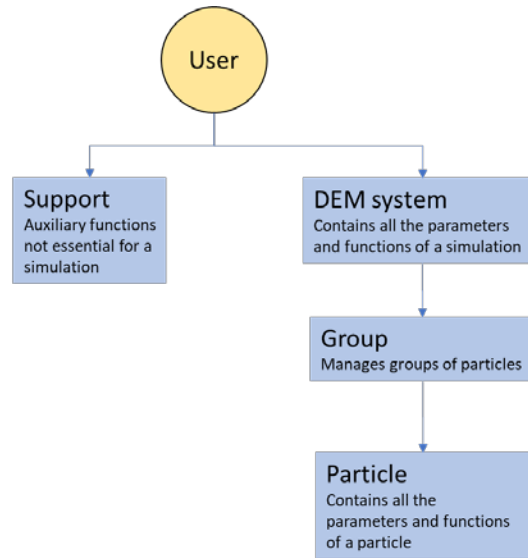 User
Support
Auxiliary functions
not essential for a
simulation
DEM system
Contains all the parameters
and functions of a simulation
Group
Manages groups of particles
Particle
Contains all the
parameters and functions
of a particle